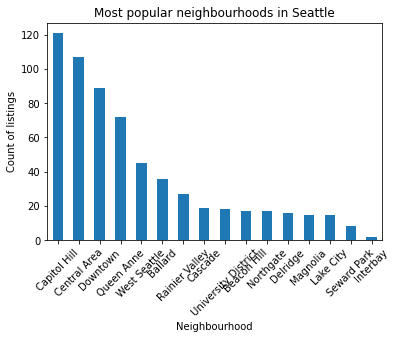 Most popular neighbourhoods in Seattle
Count of listings
120
100
80
60
40
20
0
Capitol Hill
Central Area
Downtown
Queen Anne
West Seattle
Ballard
Rainier Valley
Cascade
University District
Beacon Hill
Northgate
Delridge
Magnolia
Lake City
Seward Park
Interbay
Neighbourhood